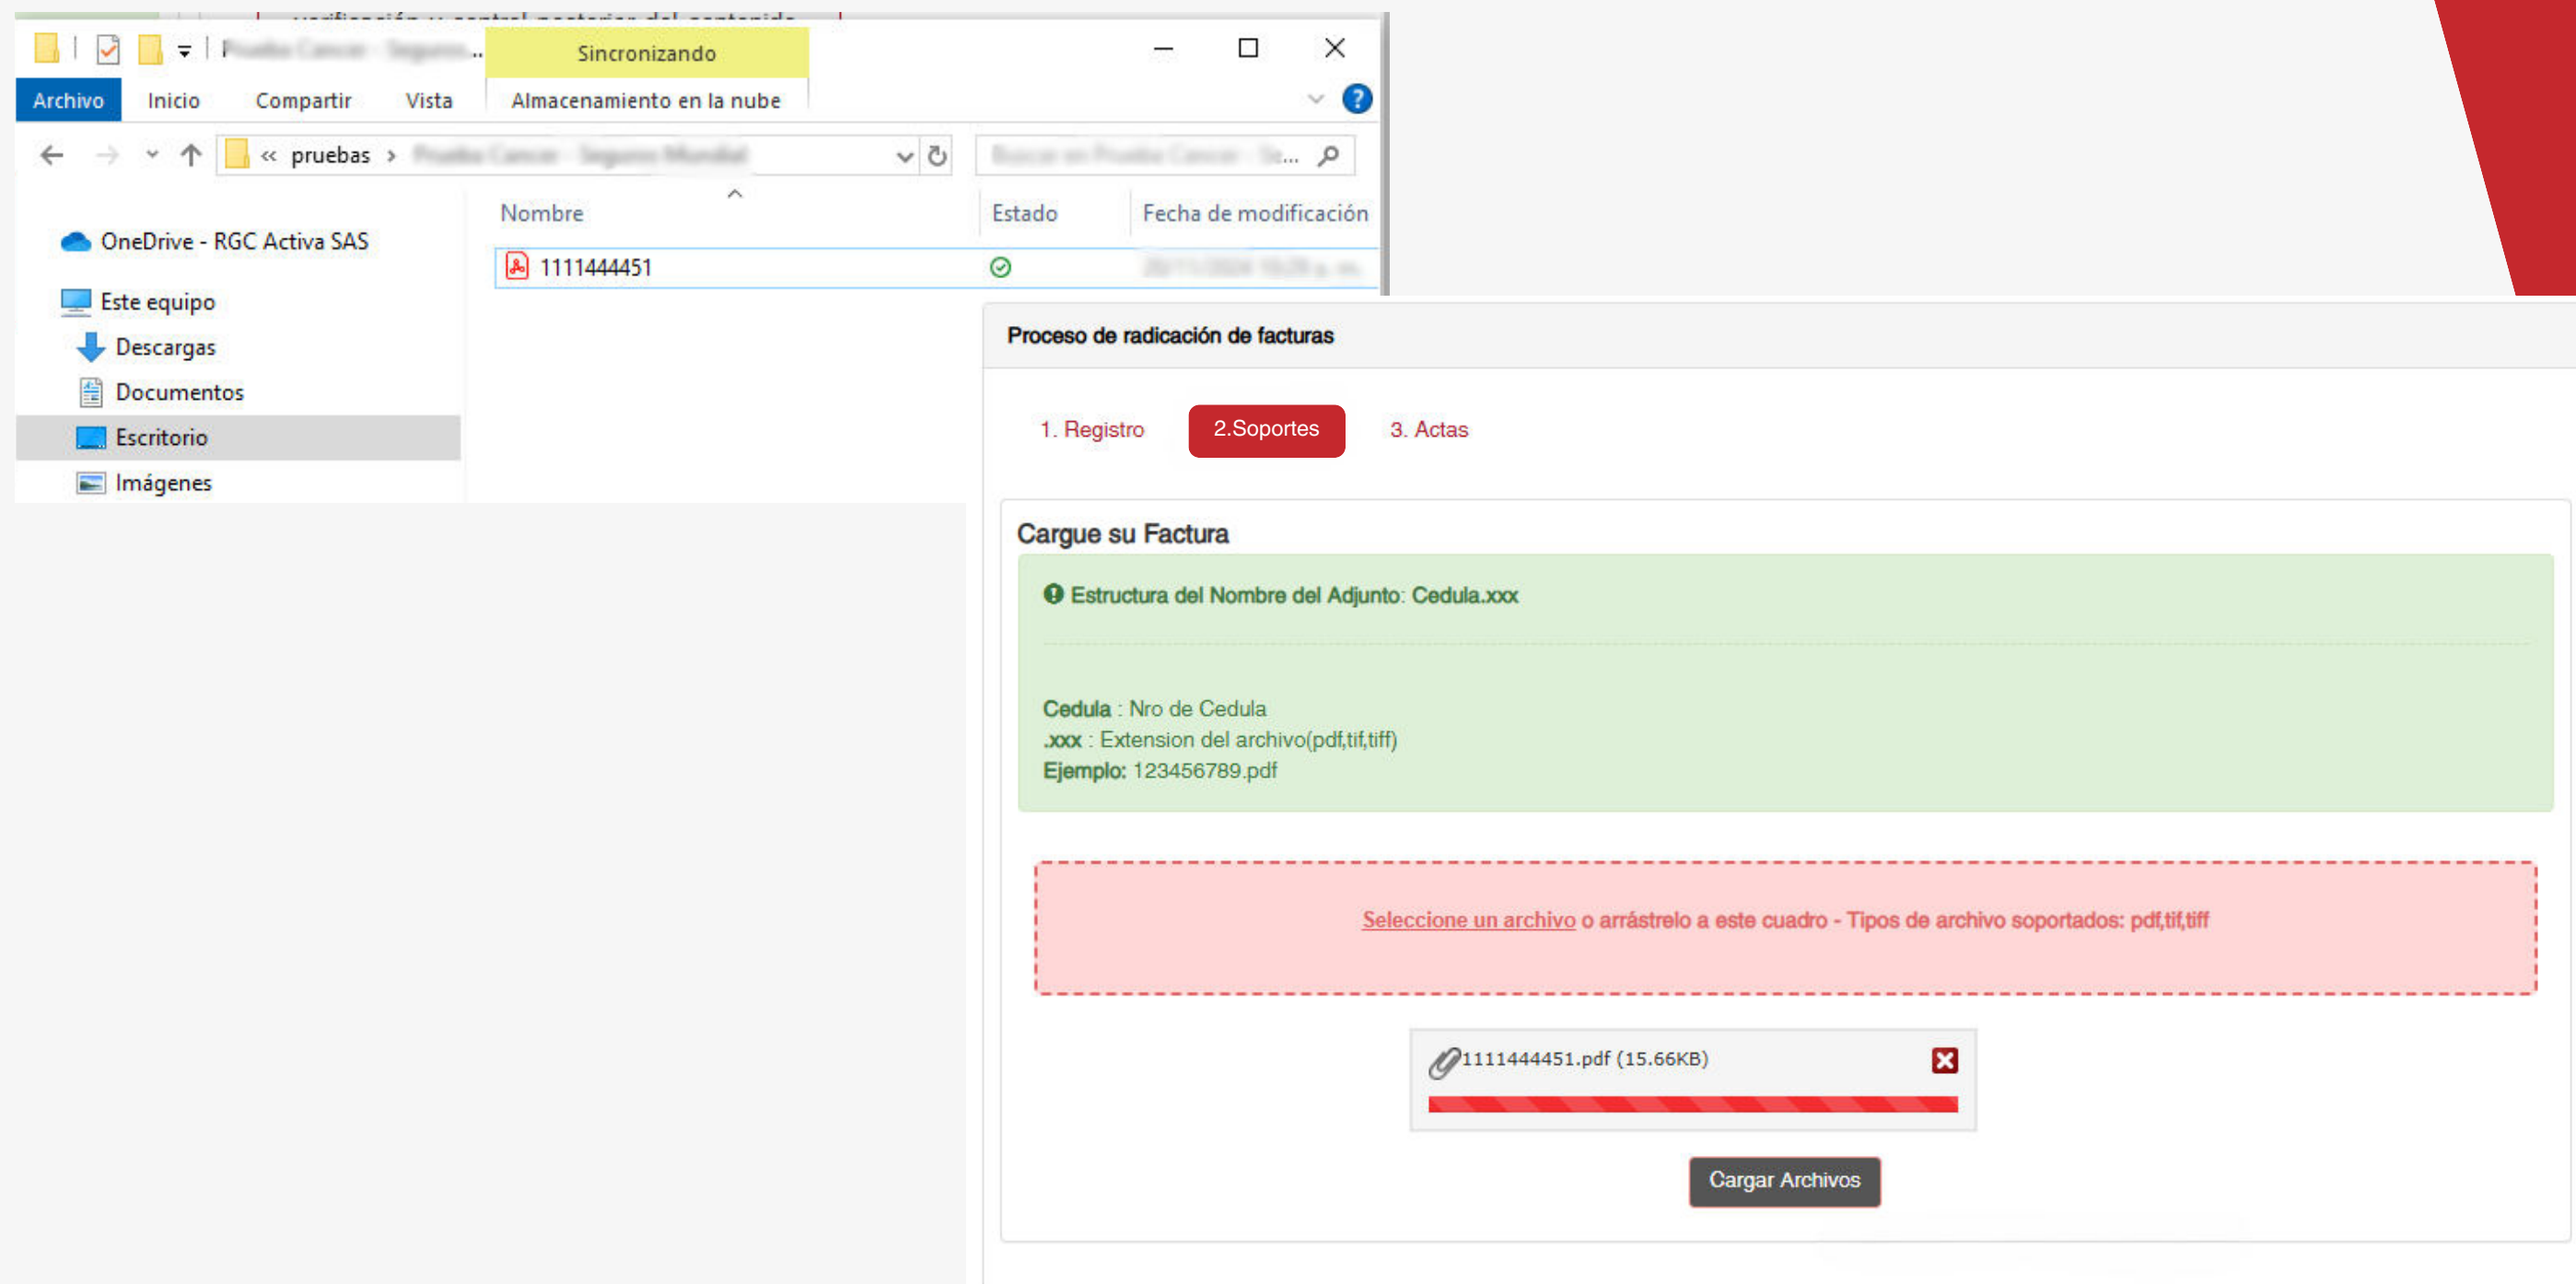 Sincronizando
Archivo Inicio Compartir Vista Almacenamiento en la nube
« pruebas ›
Nombre Estado Fecha de modificación
OneDrive - RGC Activa SAS
1111444451
Este equipo
Descargas
Documentos
Escritorio
Imágenes
Proceso de radicación de facturas
1. Registro 2.Soportes 3. Actas
Cargue su Factura
Estructura del Nombre del Adjunto: Cedula.xxx
Cedula : Nro de Cedula
.xxx : Extension del archivo(pdf,tif,tiff)
Ejemplo: 123456789.pdf
Seleccione un archivo o arrástrelo a este cuadro - Tipos de archivo soportados: pdf,tif,tiff
1111444451.pdf (15.66KB)
Cargar Archivos